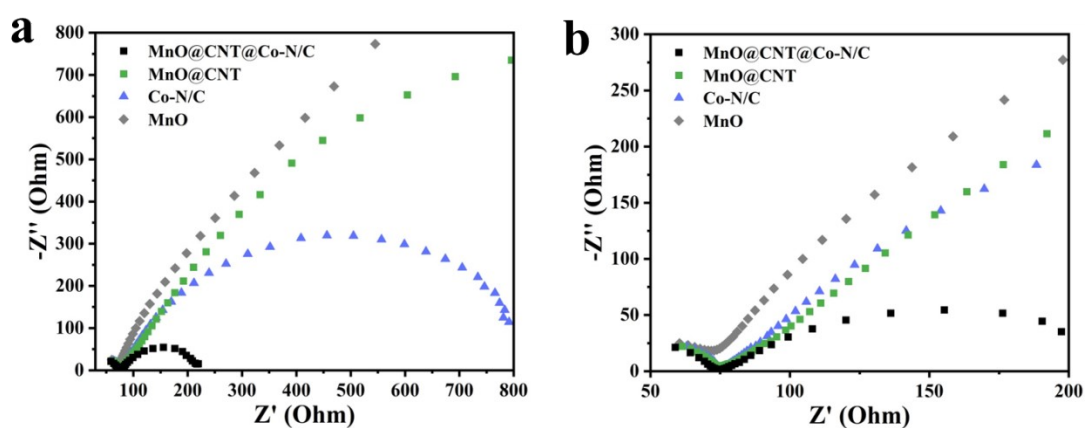 a
800
700
600
500
400
300
200
100
0
-Z'' (Ohm)
MnO@CNT@Co-N/C
MnO@CNT
Co-N/C
MnO
100 200 300 400 500 600 700 800
Z' (Ohm)
b
300
250
200
150
100
50
0
-Z'' (Ohm)
MnO@CNT@Co-N/C
MnO@CNT
Co-N/C
MnO
50 100 150 200
Z' (Ohm)